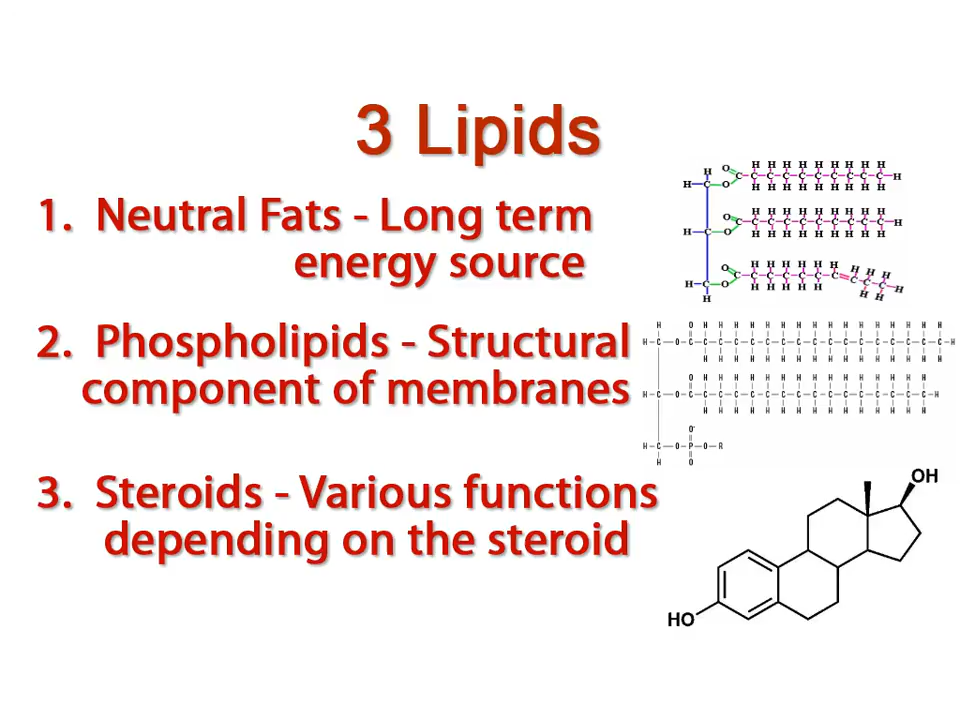 3 Lipids
1. Neutral Fats - Long term
energy source
2. Phospholipids - Structural
component of membranes
3. Steroids - Various functions
depending on the steroid
OH
HO